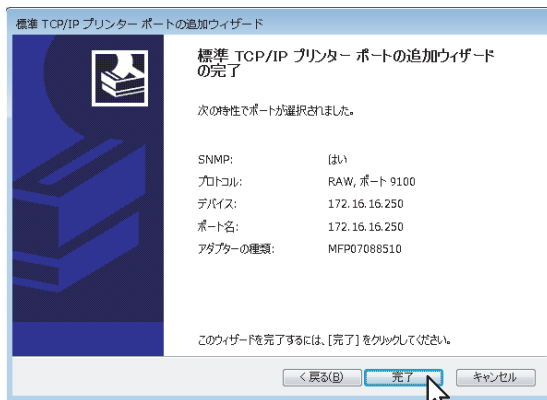 標準 TCP/IP プリンター ポートの追加ウィザード
標準 TCP/IP プリンター ポートの追加ウィザード
の完了
次の特性でポートが選択されました。
SNMP: はい
プロトコル: RAW, ポート 9100
デバイス: 172.16.16.250
ポート名: 172.16.16.250
アダプターの種類: MFP07088510
このウィザードを完了するには、[完了] をクリックしてください。
< 戻る(B) 完了 キャンセル